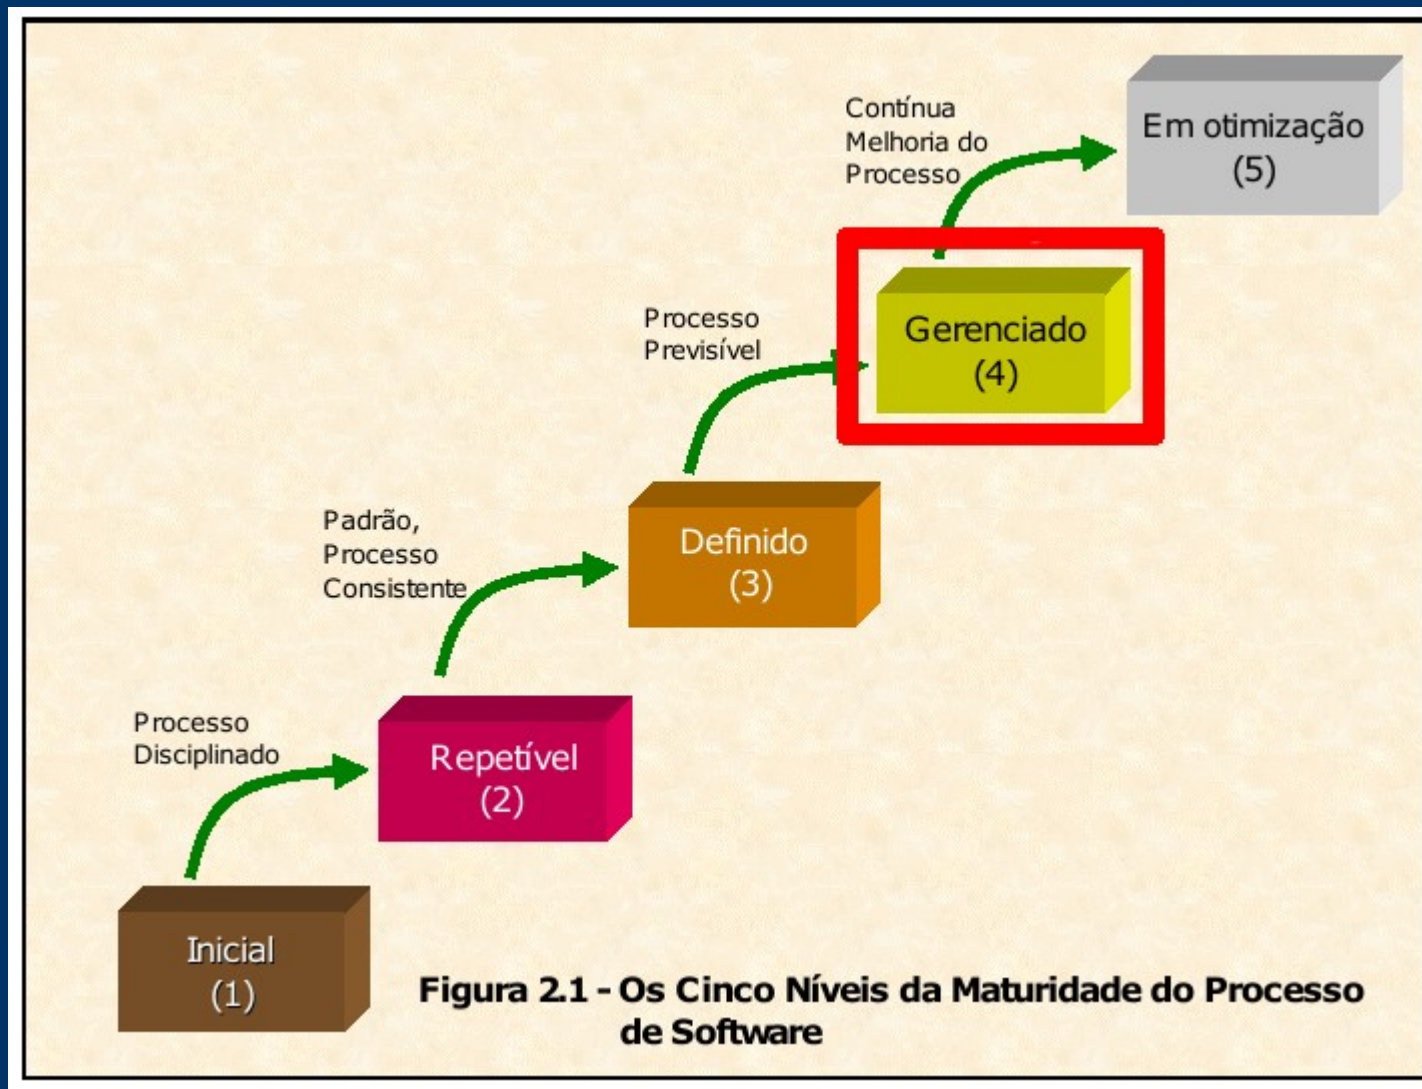 Contínua
Melhoria do
Processo
Em otimização
(5)
Processo
Previsível
Gerenciado
(4)
Padrão,
Processo
Consistente
Definido
(3)
Processo
Disciplinado
Repetível
(2)
Inicial
(1)
Figura 2.1 - Os Cinco Níveis da Maturidade do Processo
de Software